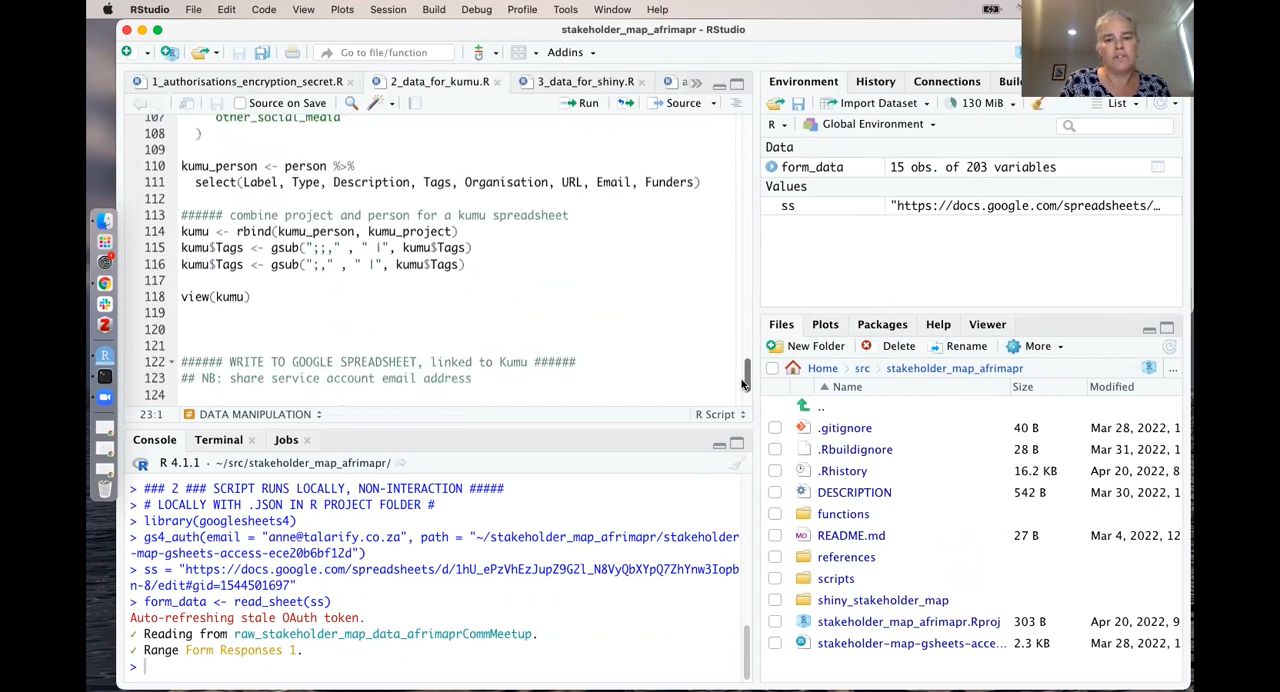 RStudio File Edit Code View Plots Session Build Debug Profile Tools Window Help
stakeholder_map_afrimapr - RStudio
Go to file/function Addins
1_authorisations_encryption_secret.R 2_data_for_kumu.R 3_data_for_shiny.R a
Source on Save Run Source
107 other_social_media
108 )
109
110 kumu_person <- person %>%
111 select(Label, Type, Description, Tags, Organisation, URL, Email, Funders)
112
113 ###### combine project and person for a kumu spreadsheet
114 kumu <- rbind(kumu_person, kumu_project)
115 kumu$Tags <- gsub(";;," , " |", kumu$Tags)
116 kumu$Tags <- gsub(";," , " |", kumu$Tags)
117
118 view(kumu)
119
120
121
122 ###### WRITE TO GOOGLE SPREADSHEET, linked to Kumu ######
123 ## NB: share service account email address
124
23:1 # DATA MANIPULATION R Script
Console Terminal Jobs
R 4.1.1 · ~/src/stakeholder_map_afrimapr/
> ### 2 ### SCRIPT RUNS LOCALLY, NON-INTERACTION #####
> # LOCALLY WITH .JSON IN R PROJECT FOLDER #
> library(googlesheets4)
> gs4_auth(email = "anne@talarify.co.za", path = "~/stakeholder_map_afrimapr/stakeholder
-map-gsheets-access-ece20b6bf12d")
n-8/edit#gid=1544502707"
> form_data <- read_sheet(ss)
Auto-refreshing stale OAuth token.
✓ Reading from raw_stakeholder_map_data_afrimaprCommMeetup.
✓ Range Form Responses 1.
>
Environment History Connections Buil
Import Dataset 130 MiB List
R Global Environment
Data
form_data 15 obs. of 203 variables
Values
ss "https://docs.google.com/spreadsheets/…
Files Plots Packages Help Viewer
New Folder Delete Rename More
Home src stakeholder_map_afrimapr ...
Name Size Modified
..
.gitignore 40 B Mar 28, 2022, 1
.Rbuildignore 28 B Mar 31, 2022, 1
.Rhistory 16.2 KB Apr 20, 2022, 8
DESCRIPTION 542 B Mar 30, 2022, 1
functions
README.md 27 B Mar 4, 2022, 12
references
scripts
shiny_stakeholder_map
stakeholder_map_afrimapr.Rproj 303 B Apr 20, 2022, 9
stakeholder-map-gsheets-acce... 2.3 KB Mar 28, 2022, 1